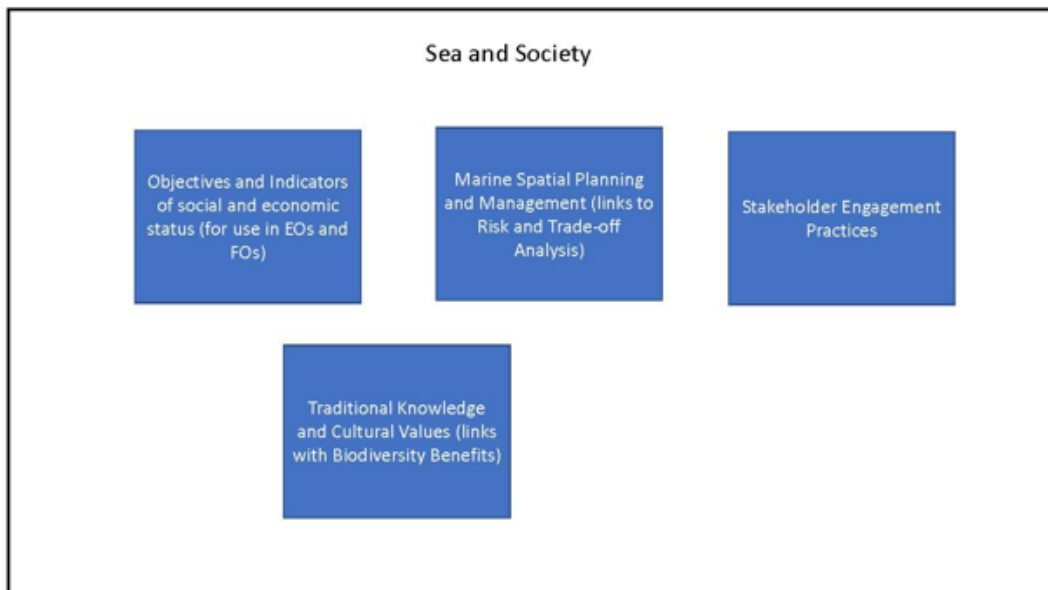 Sea and Society
Objectives and Indicators
of social and economic
status (for use in EOs and
FOs)
Marine Spatial Planning
and Management (links to
Risk and Trade-off
Analysis)
Stakeholder Engagement
Practices
Traditional Knowledge
and Cultural Values (links
with Biodiversity Benefits)